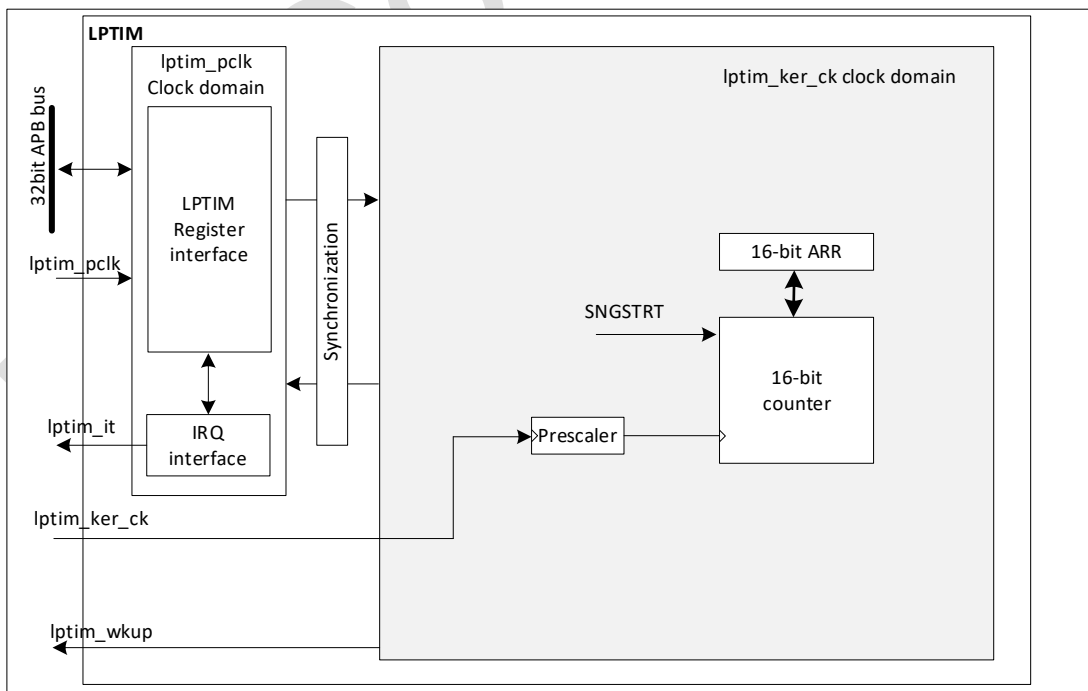 LPTIM
lptim_pclk
Clock domain
lptim_ker_ck clock domain
32bit APB bus
LPTIM
Register
interface
Synchronization
16-bit ARR
lptim_pclk
SNGSTRT
16-bit
counter
lptim_it
IRQ
interface
Prescaler
lptim_ker_ck
lptim_wkup